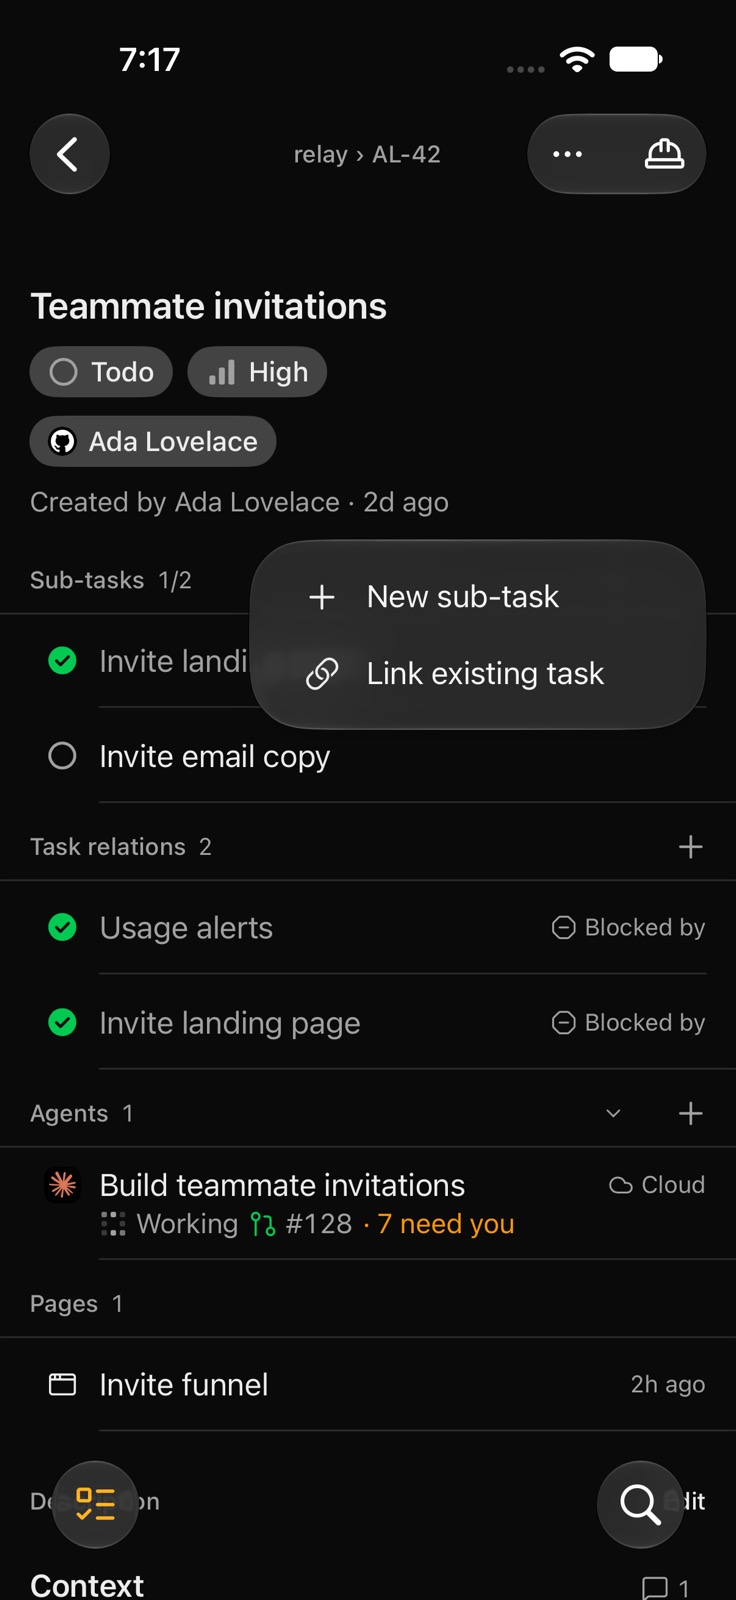 7:17
relay › AL-42
Teammate invitations
Todo
High
Ada Lovelace
Created by Ada Lovelace · 2d ago
Sub-tasks 1/2
New sub-task
Link existing task
Invite landi
Invite email copy
Task relations 2
Usage alerts
Blocked by
Invite landing page
Blocked by
Agents 1
Build teammate invitations
Cloud
Working #128 · 7 need you
Pages 1
Invite funnel
2h ago
Context
1